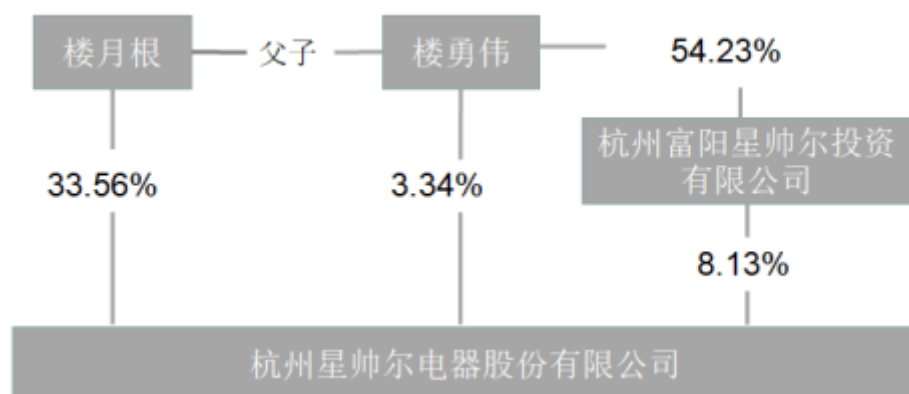 楼月根
父子
楼勇伟
54.23%
杭州富阳星帅尔投资
有限公司
33.56%
3.34%
8.13%
杭州星帅尔电器股份有限公司